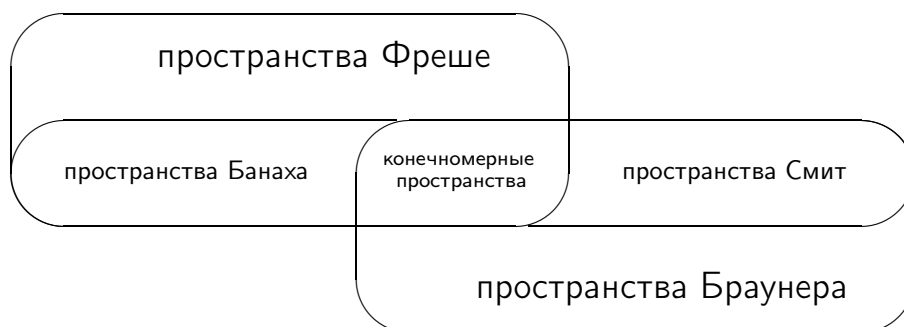 пространства Фреше
пространства Банаха
конечномерные
пространства
пространства Смит
пространства Браунера